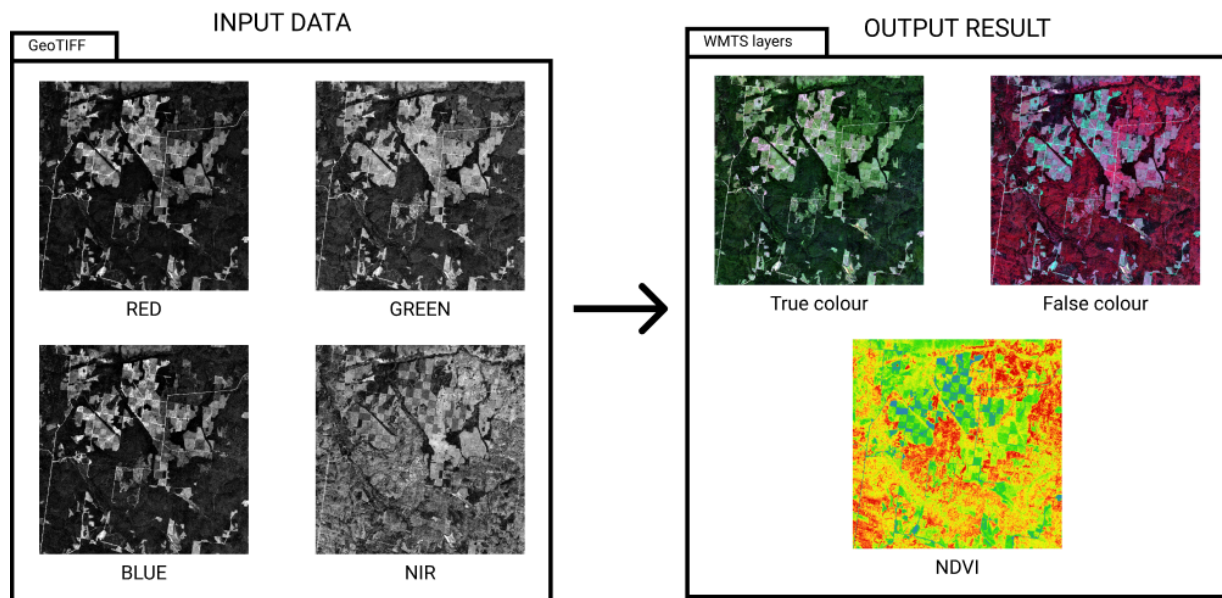 INPUT DATA
GeoTIFF
RED
GREEN
BLUE
NIR
OUTPUT RESULT
WMTS layers
True colour
False colour
NDVI